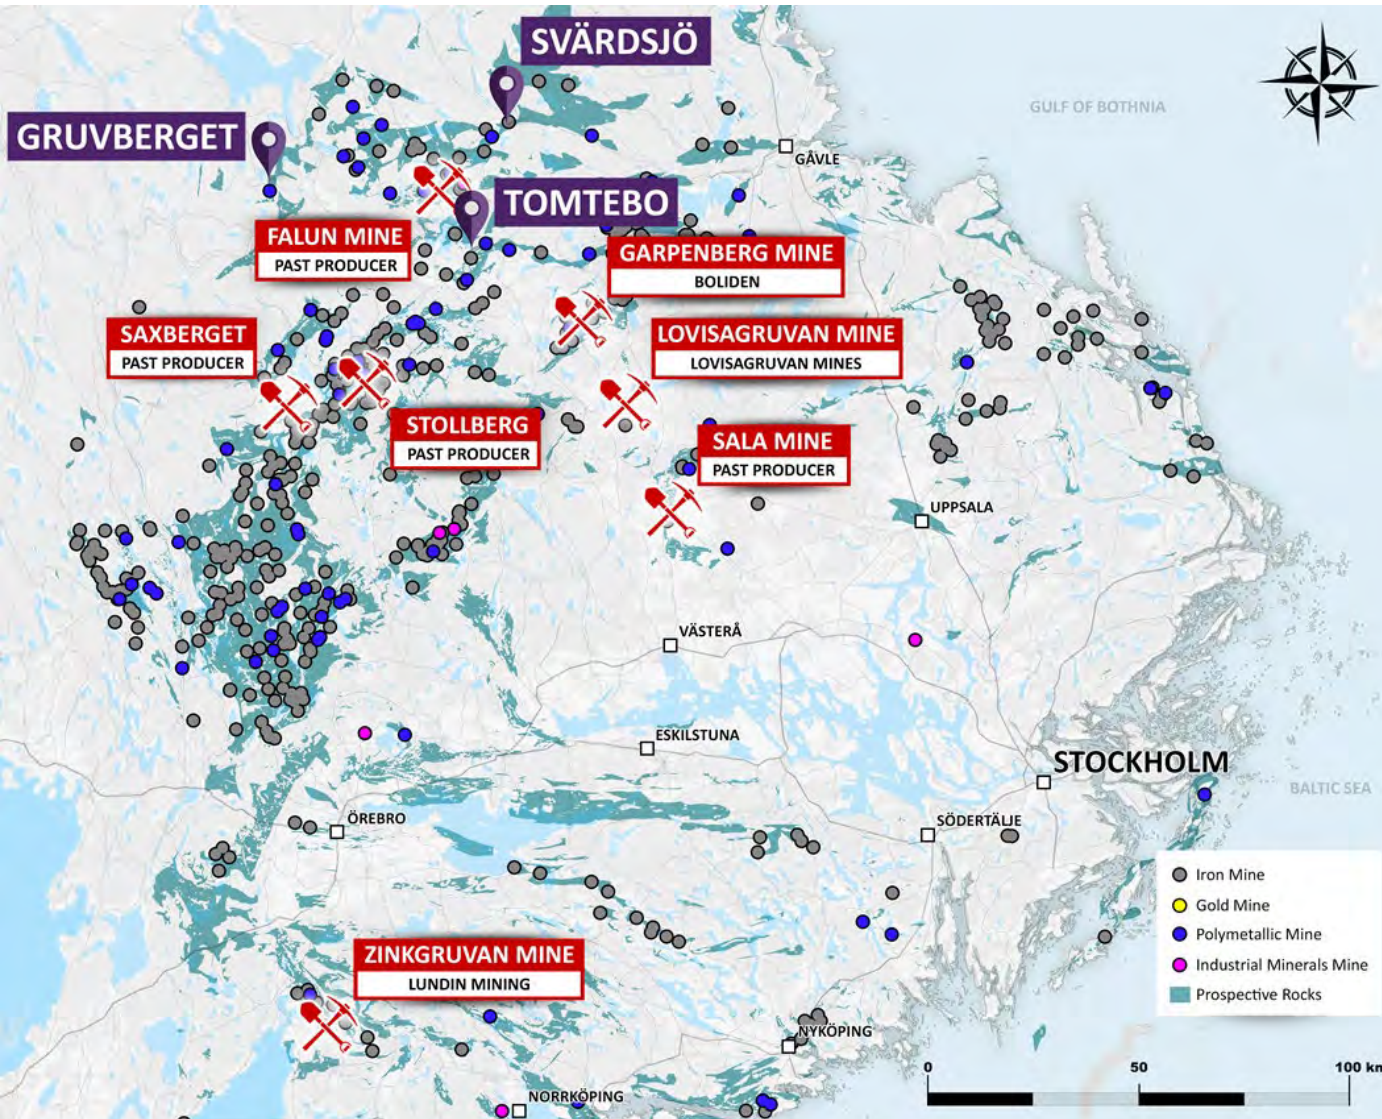 SVÄRDSJÖ
GULF OF BOTHNIA
GRUVBERGET
GÄVLE
TOMTEBO
FALUN MINE
PAST PRODUCER
GARPENBERG MINE
BOLIDEN
SAXBERGET
PAST PRODUCER
LOVISAGRUVAN MINE
LOVISAGRUVAN MINES
STOLLBERG
PAST PRODUCER
SALA MINE
PAST PRODUCER
UPPSALA
VÄSTERÅ
ESKILSTUNA
STOCKHOLM
BALTIC SEA
ÖREBRO
SÖDERTÄLJE
Iron Mine
Gold Mine
Polymetallic Mine
Industrial Minerals Mine
Prospective Rocks
ZINKGRUVAN MINE
LUNDIN MINING
NYKÖPING
NORRKÖPING
0 50 100 km